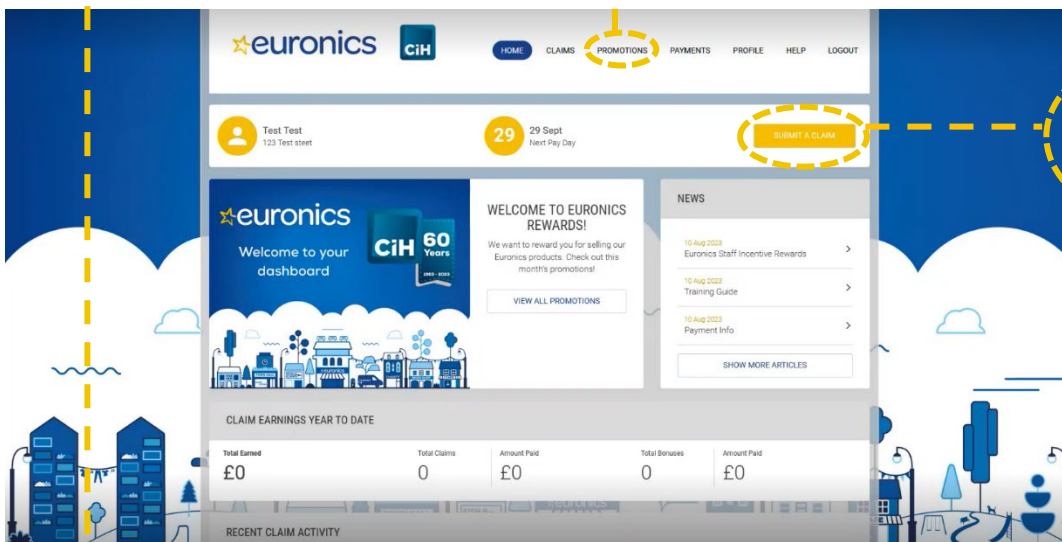 euronics
CiH
HOME CLAIMS PROMOTIONS PAYMENTS PROFILE HELP LOGOUT
Test Test
123 Test steet
29
29 Sept
Next Pay Day
SUBMIT A CLAIM
euronics
Welcome to your
dashboard
CiH 60
Years
WELCOME TO EURONICS
REWARDS!
We want to reward you for selling our
Euronics products. Check out this
month's promotions!
VIEW ALL PROMOTIONS
NEWS
10 Aug 2023
Euronics Staff Incentive Rewards
10 Aug 2023
Training Guide
10 Aug 2023
Payment Info
SHOW MORE ARTICLES
CLAIM EARNINGS YEAR TO DATE
Total Earned Total Claims Amount Paid Total Bonuses Amount Paid
£0 0 £0 0 £0
RECENT CLAIM ACTIVITY